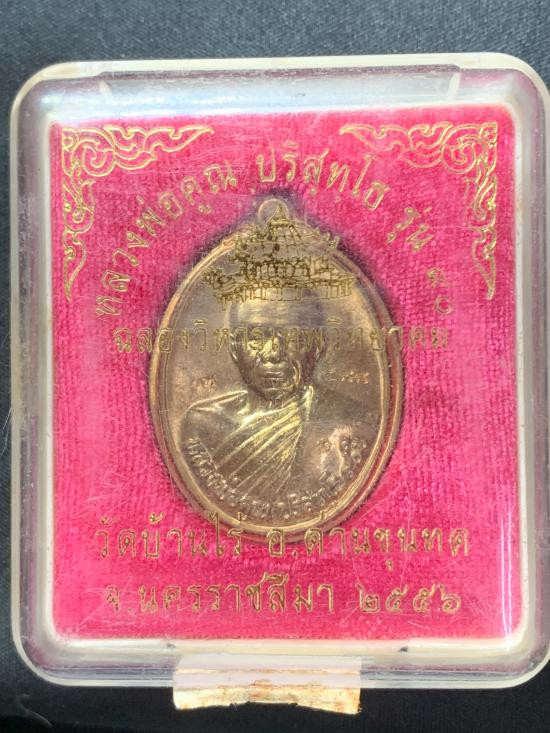 หลวงพ่อคูณ ปริสุทฺโธ รุ่น ๙๐
ฉลองวิหารเทพวิทยาคม
วัดบ้านไร่ อ.ด่านขุนทด
จ.นครราชสีมา ๒๕๕๖